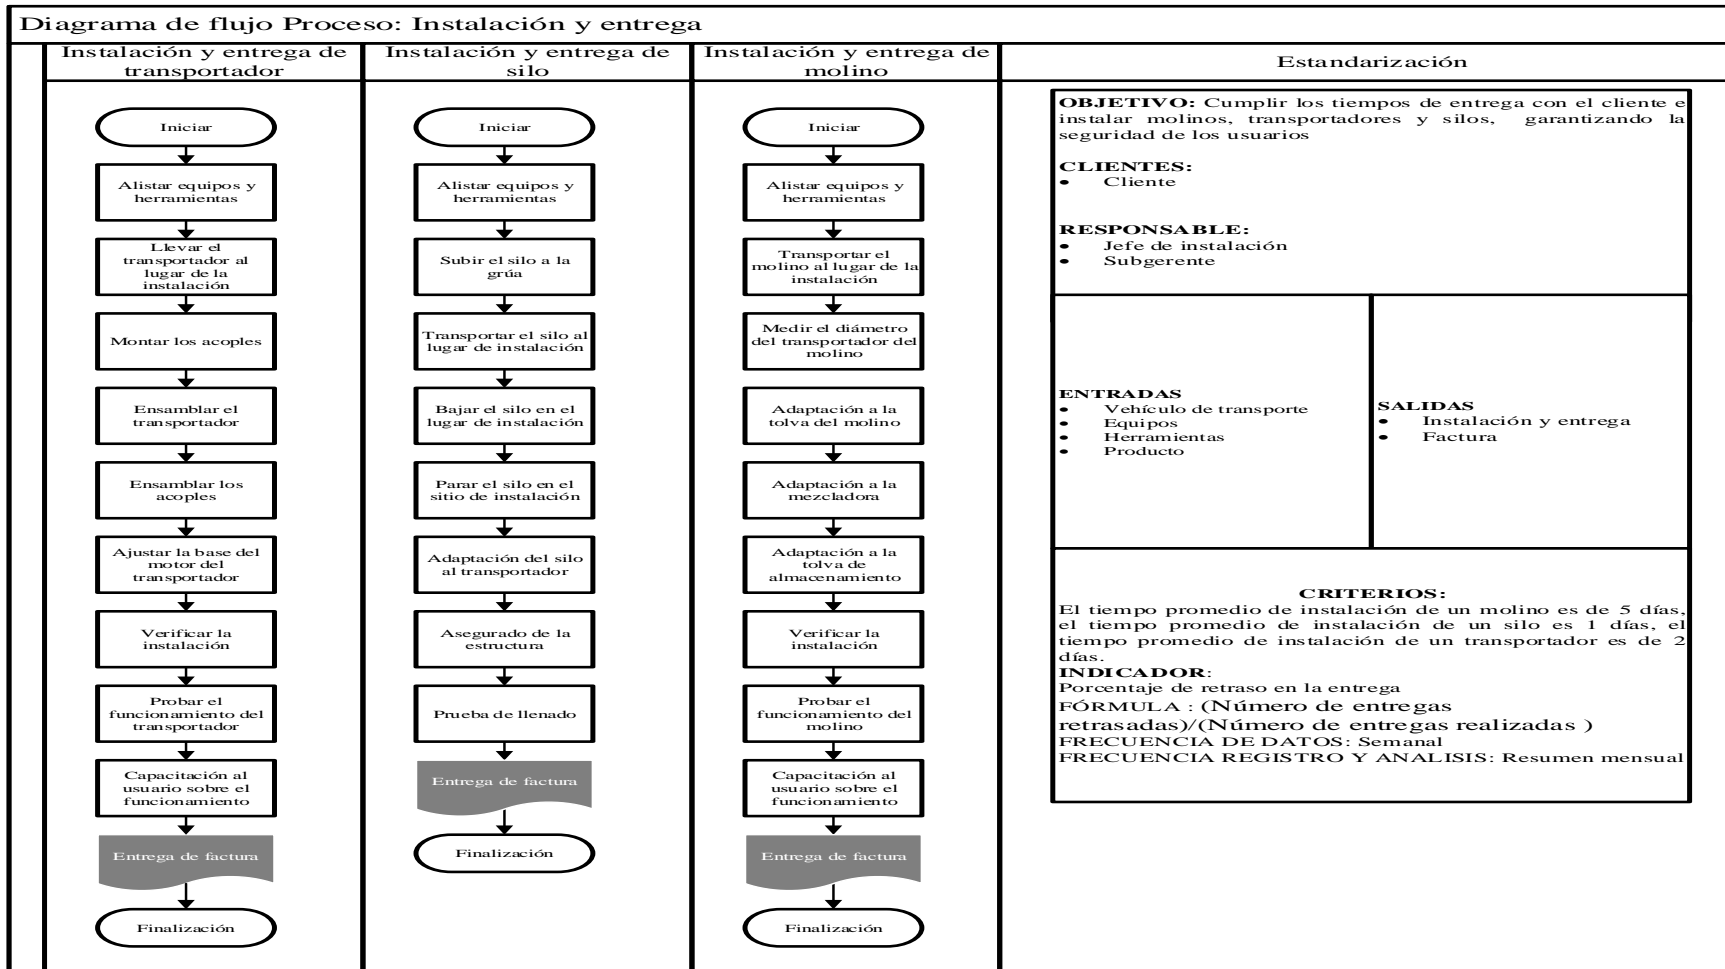 Diagrama de flujo Proceso: Instalación y entrega
Instalación y entrega de
transportador
Iniciar
Alistar equipos y
herramientas
Llevar el
transportador al
lugar de la
instalación
Montar los acoples
Ensamblar el
transportador
Ensamblar los
acoples
Ajustar la base del
motor del
transportador
Verificar la
instalación
Probar el
funcionamiento del
transportador
Capacitación al
usuario sobre el
funcionamiento
Entrega de factura
Finalización
Instalación y entrega de
silo
Iniciar
Alistar equipos y
herramientas
Subir el silo a la
grúa
Transportar el silo al
lugar de instalación
Bajar el silo en el
lugar de instalación
Parar el silo en el
sitio de instalación
Adaptación del silo
al transportador
Asegurado de la
estructura
Prueba de llenado
Entrega de factura
Finalización
Instalación y entrega de
molino
Iniciar
Alistar equipos y
herramientas
Transportar el
molino al lugar de la
instalación
Medir el diámetro
del transportador del
molino
Adaptación a la
tolva del molino
Adaptación a la
mezcladora
Adaptación a la
tolva de
almacenamiento
Verificar la
instalación
Probar el
funcionamiento del
molino
Capacitación al
usuario sobre el
funcionamiento
Entrega de factura
Finalización
Estandarización
OBJETIVO: Cumplir los tiempos de entrega con el cliente e
instalar molinos, transportadores y silos, garantizando la
seguridad de los usuarios
CLIENTES:
• Cliente
RESPONSABLE:
• Jefe de instalación
• Subgerente
ENTRADAS
• Vehículo de transporte
• Equipos
• Herramientas
• Producto
SALIDAS
• Instalación y entrega
• Factura
CRITERIOS:
El tiempo promedio de instalación de un molino es de 5 días,
el tiempo promedio de instalación de un silo es 1 días, el
tiempo promedio de instalación de un transportador es de 2
días.
INDICADOR:
Porcentaje de retraso en la entrega
FÓRMULA : (Número de entregas
retrasadas)/(Número de entregas realizadas )
FRECUENCIA DE DATOS: Semanal
FRECUENCIA REGISTRO Y ANALISIS: Resumen mensual